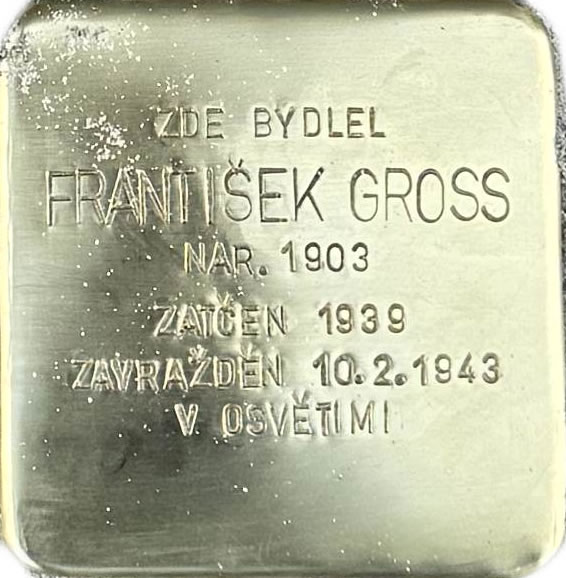 ZDE BYDLEL
FRANTIŠEK GROSS
NAR. 1903
ZATČEN 1939
ZAVRAŽDĚN 10.2.1943
V OSVĚTIMI